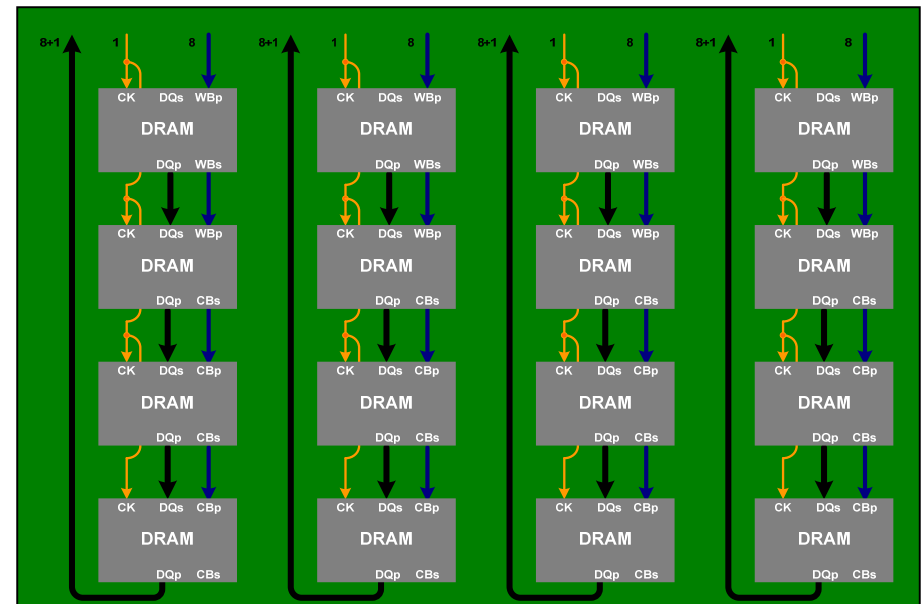 8+1 1 8 8+1 1 8 8+1 1 8 8+1 1 8
CK DQs WBp CK DQs WBp CK DQs WBp CK DQs WBp
DRAM DRAM DRAM DRAM
DQp WBs DQp WBs DQp WBs DQp WBs
CK DQs WBp CK DQs WBp CK DQs WBp CK DQs WBp
DRAM DRAM DRAM DRAM
DQp CBs DQp CBs DQp CBs DQp CBs
CK DQs CBp CK DQs CBp CK DQs CBp CK DQs CBp
DRAM DRAM DRAM DRAM
DQp CBs DQp CBs DQp CBs DQp CBs
CK DQs CBp CK DQs CBp CK DQs CBp CK DQs CBp
DRAM DRAM DRAM DRAM
DQp CBs DQp CBs DQp CBs DQp CBs